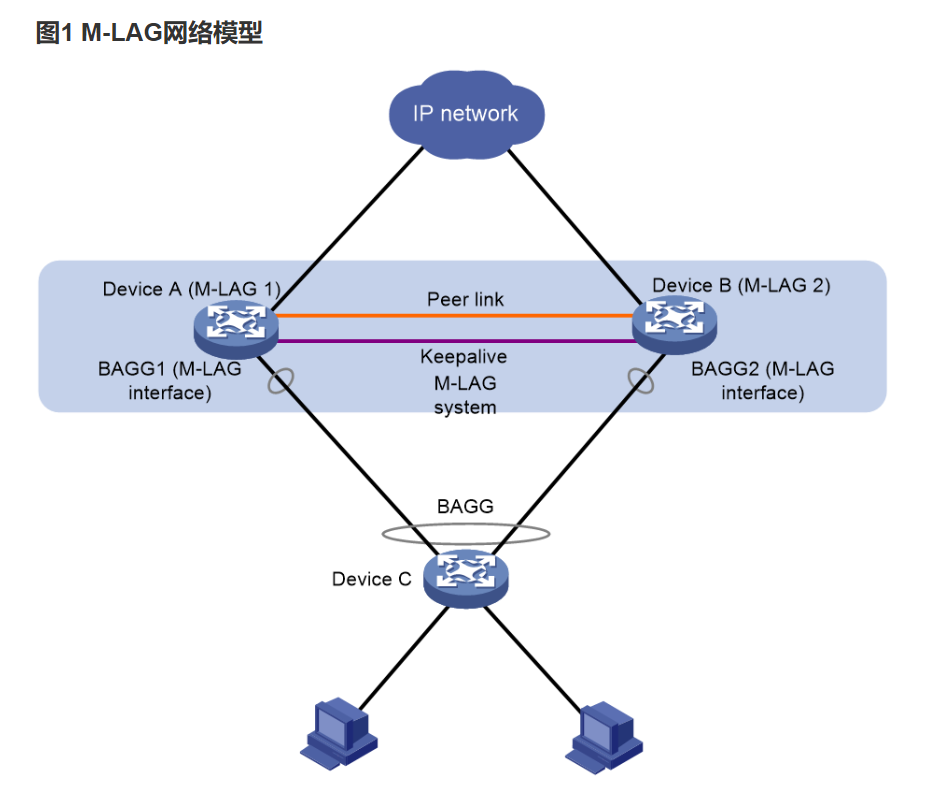 图1 M-LAG网络模型
IP network
Device A (M-LAG 1)
Peer link
Device B (M-LAG 2)
BAGG1 (M-LAG
interface)
Keepalive
M-LAG
system
BAGG2 (M-LAG
interface)
BAGG
Device C